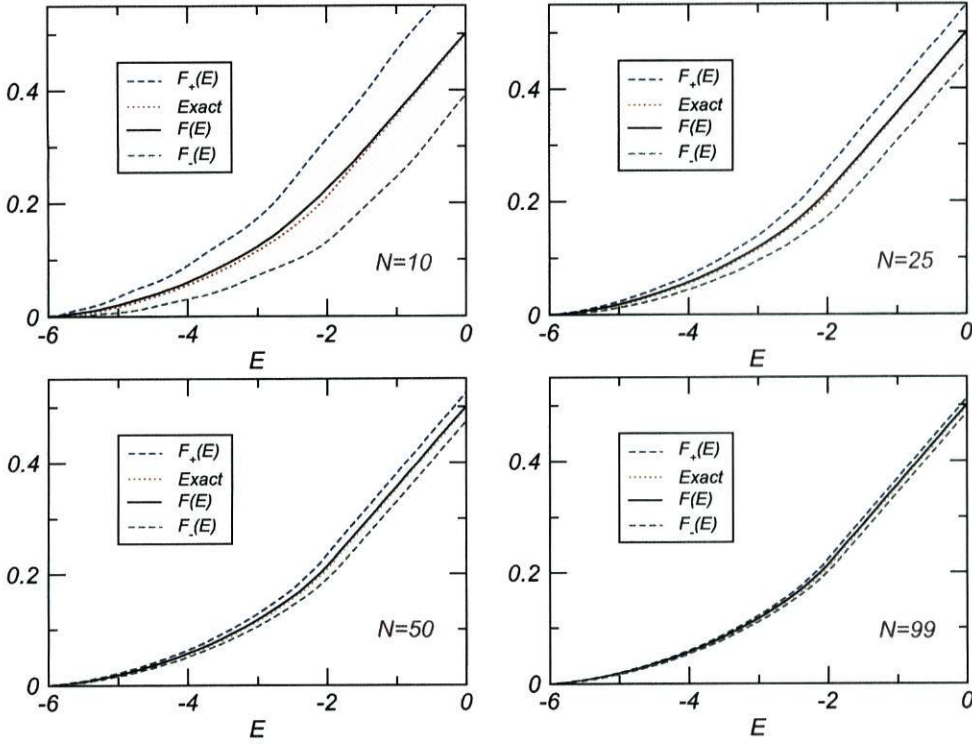 0.4
0.2
0
-6
-4
-2
0
E
F+(E)
Exact
F(E)
F-(E)
N=10
0.4
0.2
0
-6
-4
-2
0
E
F+(E)
Exact
F(E)
F-(E)
N=25
0.4
0.2
0
-6
-4
-2
0
E
F+(E)
Exact
F(E)
F-(E)
N=50
0.4
0.2
0
-6
-4
-2
0
E
F+(E)
Exact
F(E)
F-(E)
N=99